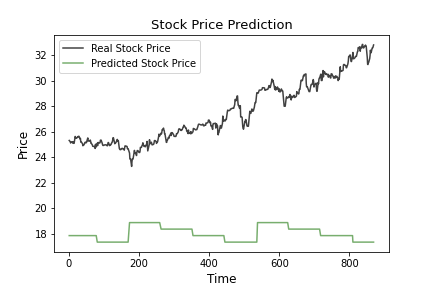 Stock Price Prediction
Real Stock Price
Predicted Stock Price
Price
32
30
28
26
24
22
20
18
0 200 400 600 800
Time